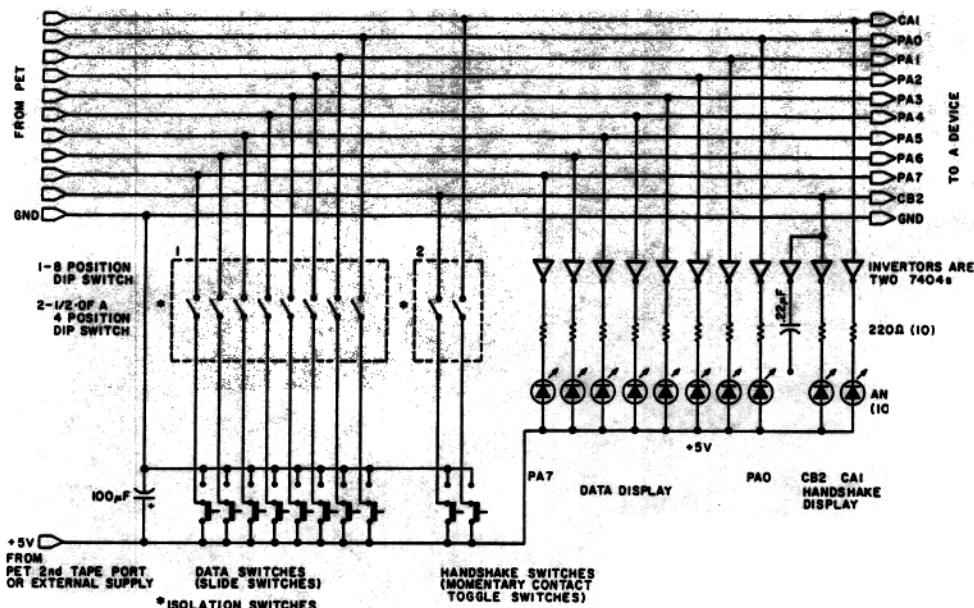 FROM PET
GND
CA1
PA0
PA1
PA2
PA3
PA4
PA5
PA6
PA7
CB2
GND
TO A DEVICE
1
2
1-8 POSITION
DIP SWITCH
*
2-1/2 OF A
4 POSITION
DIP SWITCH
*
INVERTORS ARE
TWO 7404s
.22µF
220Ω (10)
AN
(10
+5V
100µF
+
PA7
DATA DISPLAY
PA0
CB2 CA1
HANDSHAKE
DISPLAY
+5V
FROM
PET 2nd TAPE PORT
OR EXTERNAL SUPPLY
DATA SWITCHES
(SLIDE SWITCHES)
HANDSHAKE SWITCHES
(MOMENTARY CONTACT
TOGGLE SWITCHES)
*ISOLATION SWITCHES